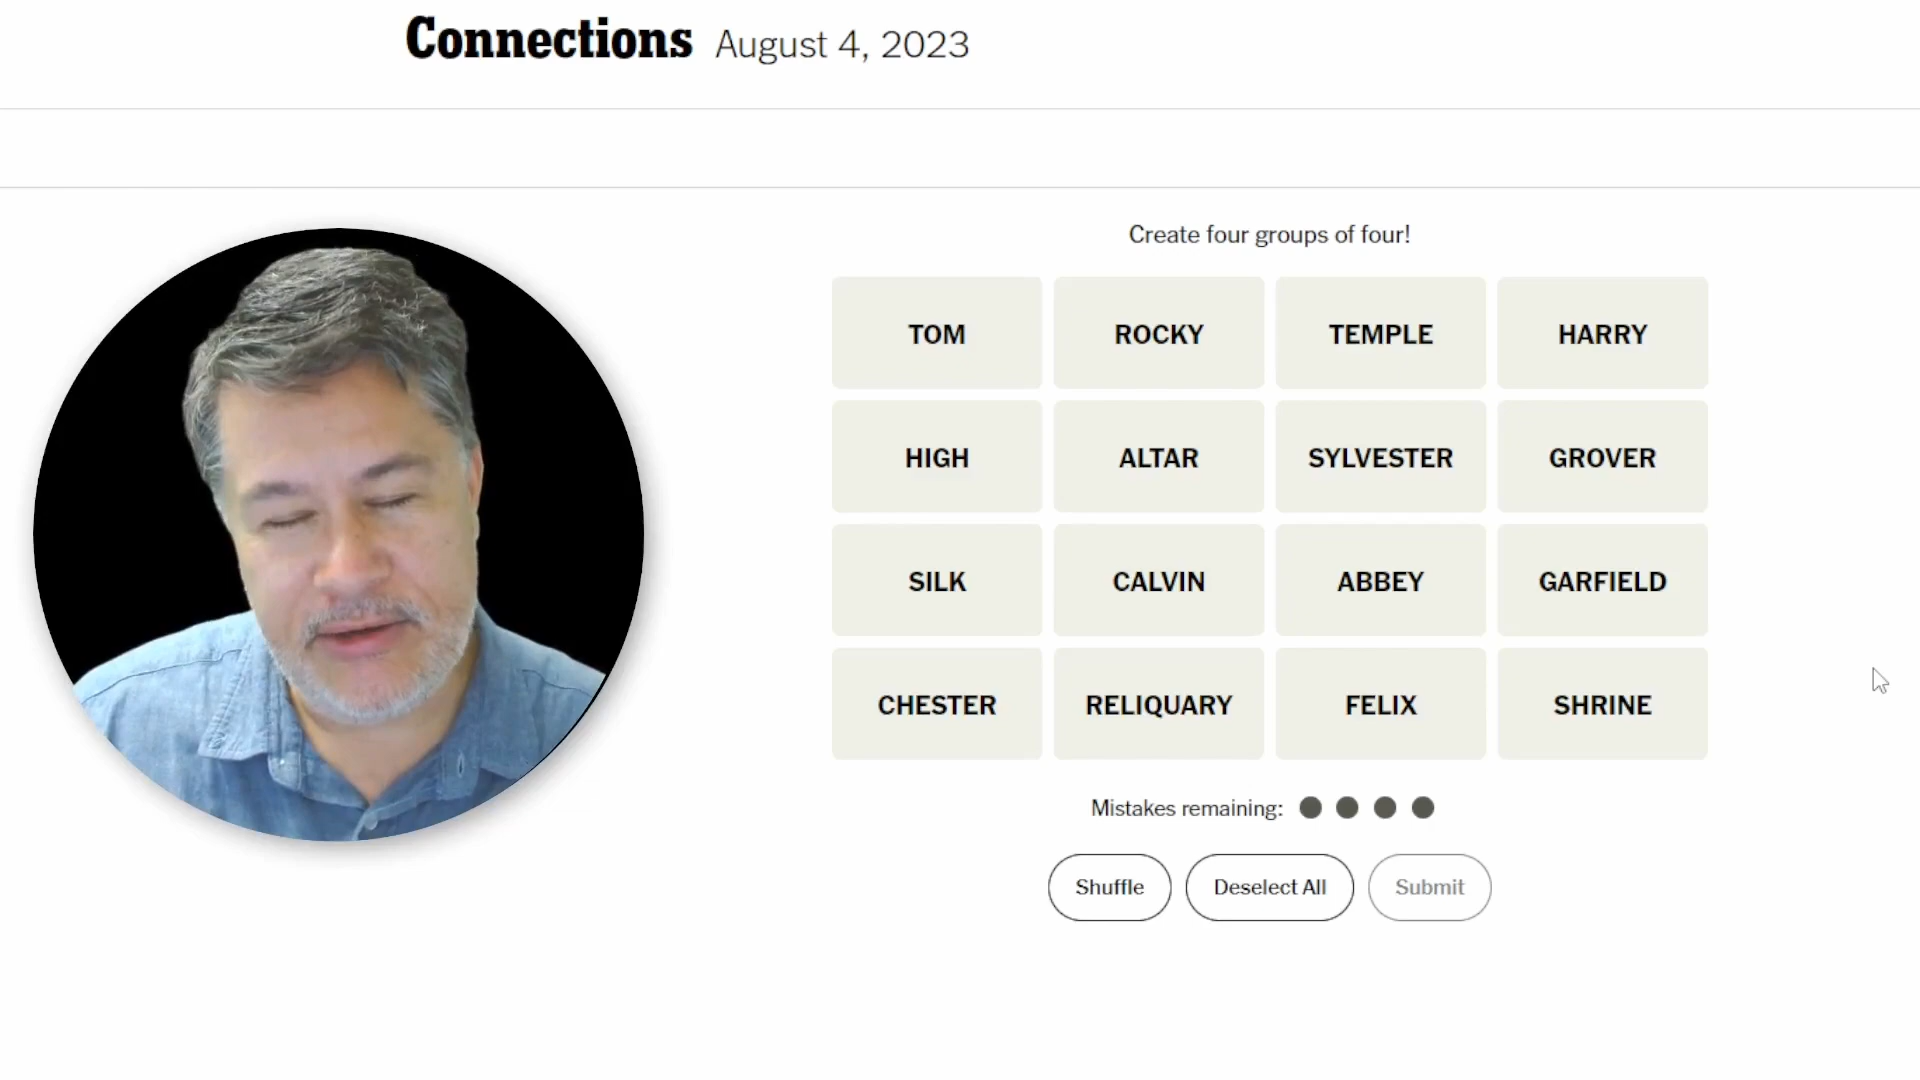 Connections August 4, 2023
Create four groups of four!
TOM ROCKY TEMPLE HARRY
HIGH ALTAR SYLVESTER GROVER
SILK CALVIN ABBEY GARFIELD
CHESTER RELIQUARY FELIX SHRINE
Mistakes remaining:
Shuffle Deselect All Submit